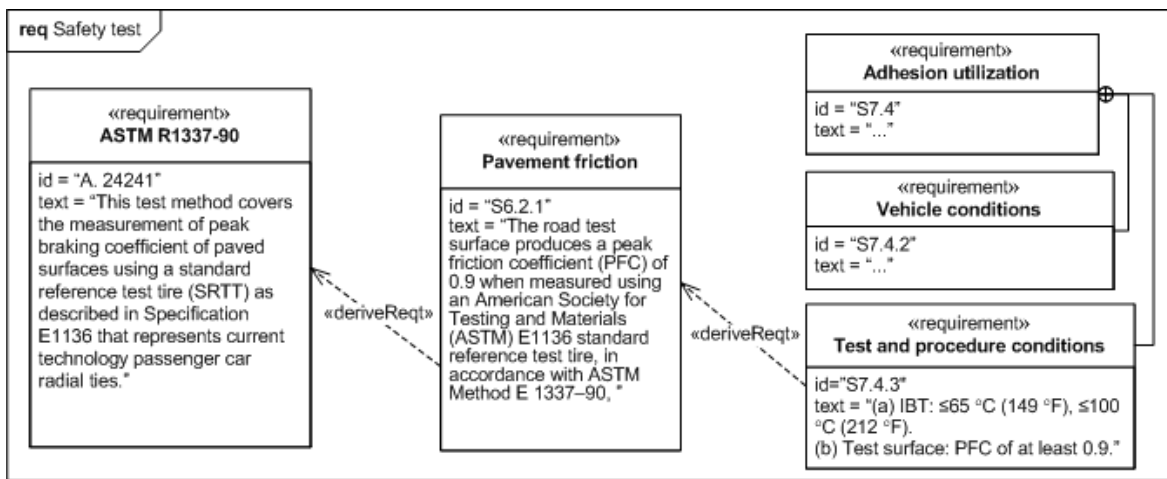 req Safety test
«requirement»
ASTM R1337-90
id = “A. 24241”
text = “This test method covers
the measurement of peak
braking coefficient of paved
surfaces using a standard
reference test tire (SRTT) as
described in Specification
E1136 that represents current
technology passenger car
radial ties.”
«deriveReqt»
«requirement»
Pavement friction
id = “S6.2.1”
text = “The road test
surface produces a peak
friction coefficient (PFC) of
0.9 when measured using
an American Society for
Testing and Materials
(ASTM) E1136 standard
reference test tire, in
accordance with ASTM
Method E 1337–90, ”
«deriveReqt»
«requirement»
Adhesion utilization
id = “S7.4”
text = “...”
«requirement»
Vehicle conditions
id = “S7.4.2”
text = “...”
«requirement»
Test and procedure conditions
id=”S7.4.3”
text = “(a) IBT: ≤65 °C (149 °F), ≤100
°C (212 °F).
(b) Test surface: PFC of at least 0.9.”